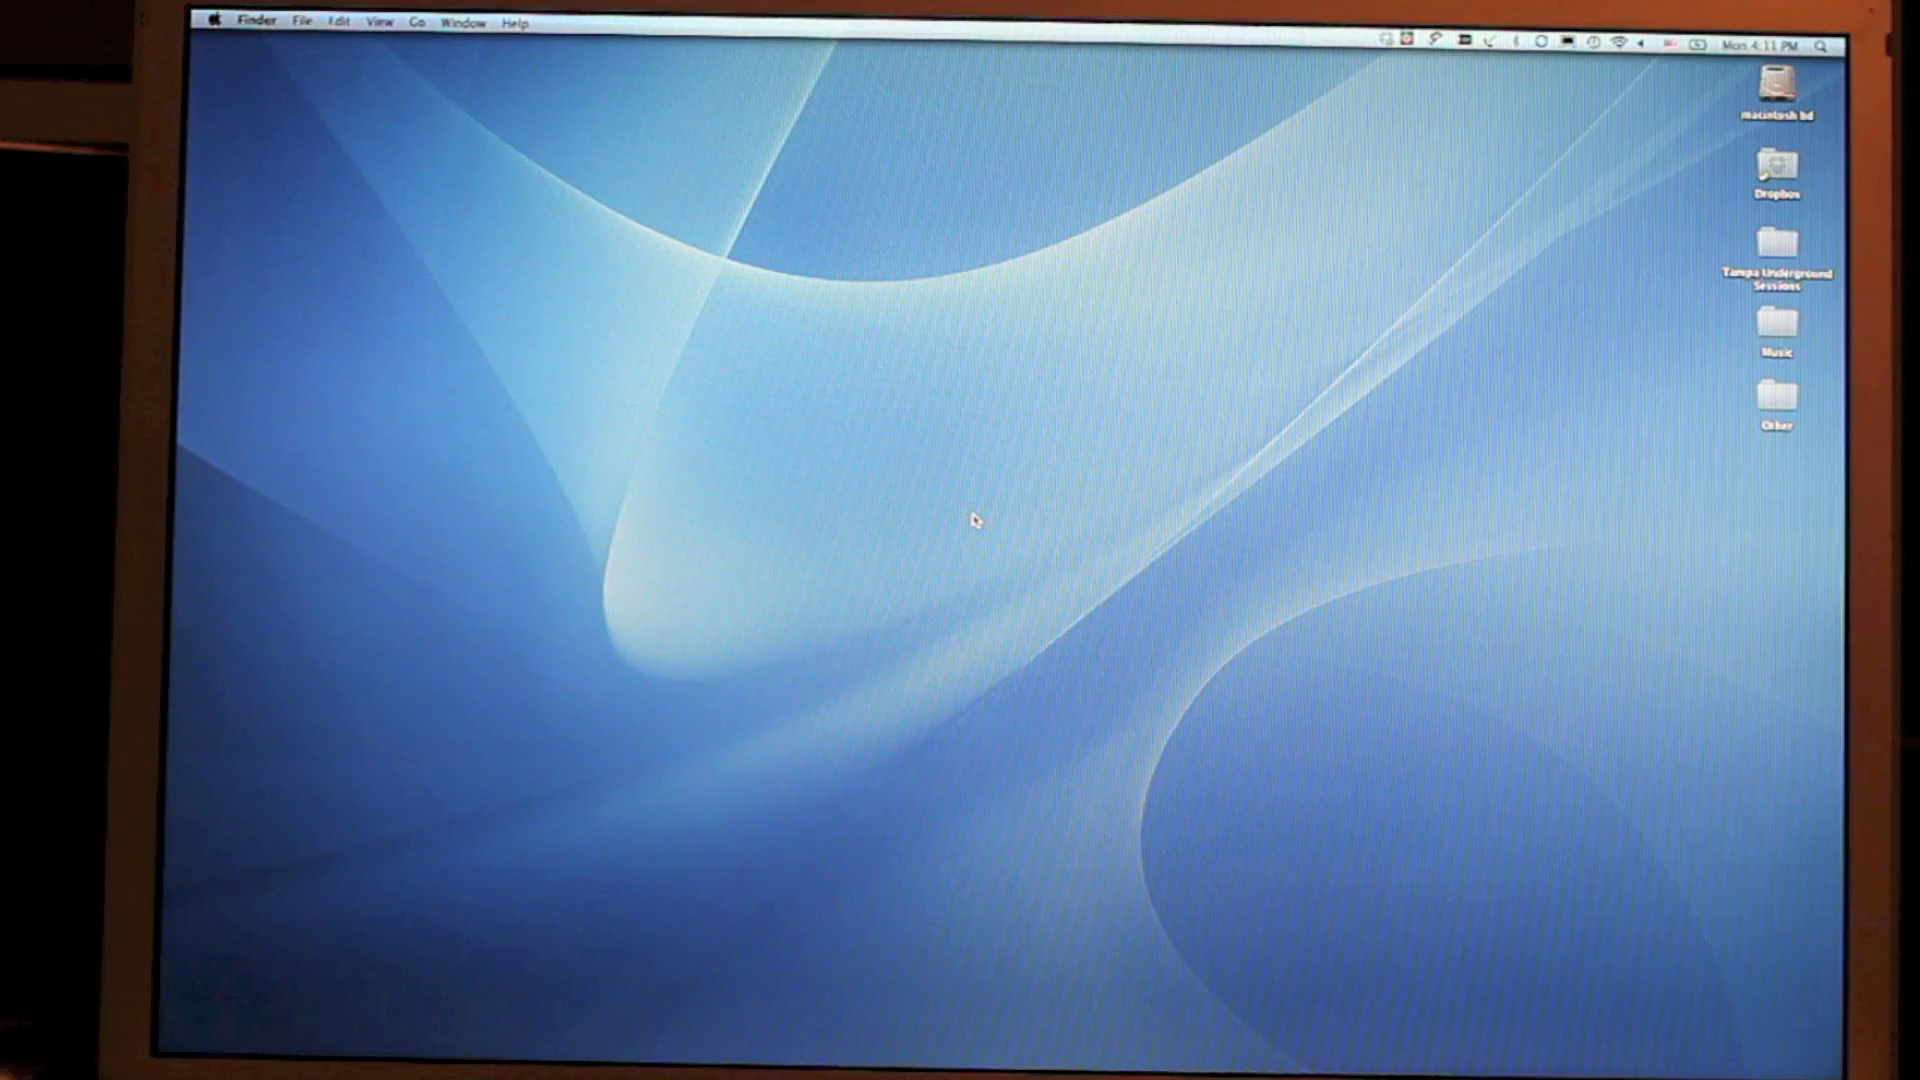 Finder File Edit View Go Window Help
Mon 4:11 PM
macintosh hd
Dropbox
Tampa Underground
Sessions
Music
Other